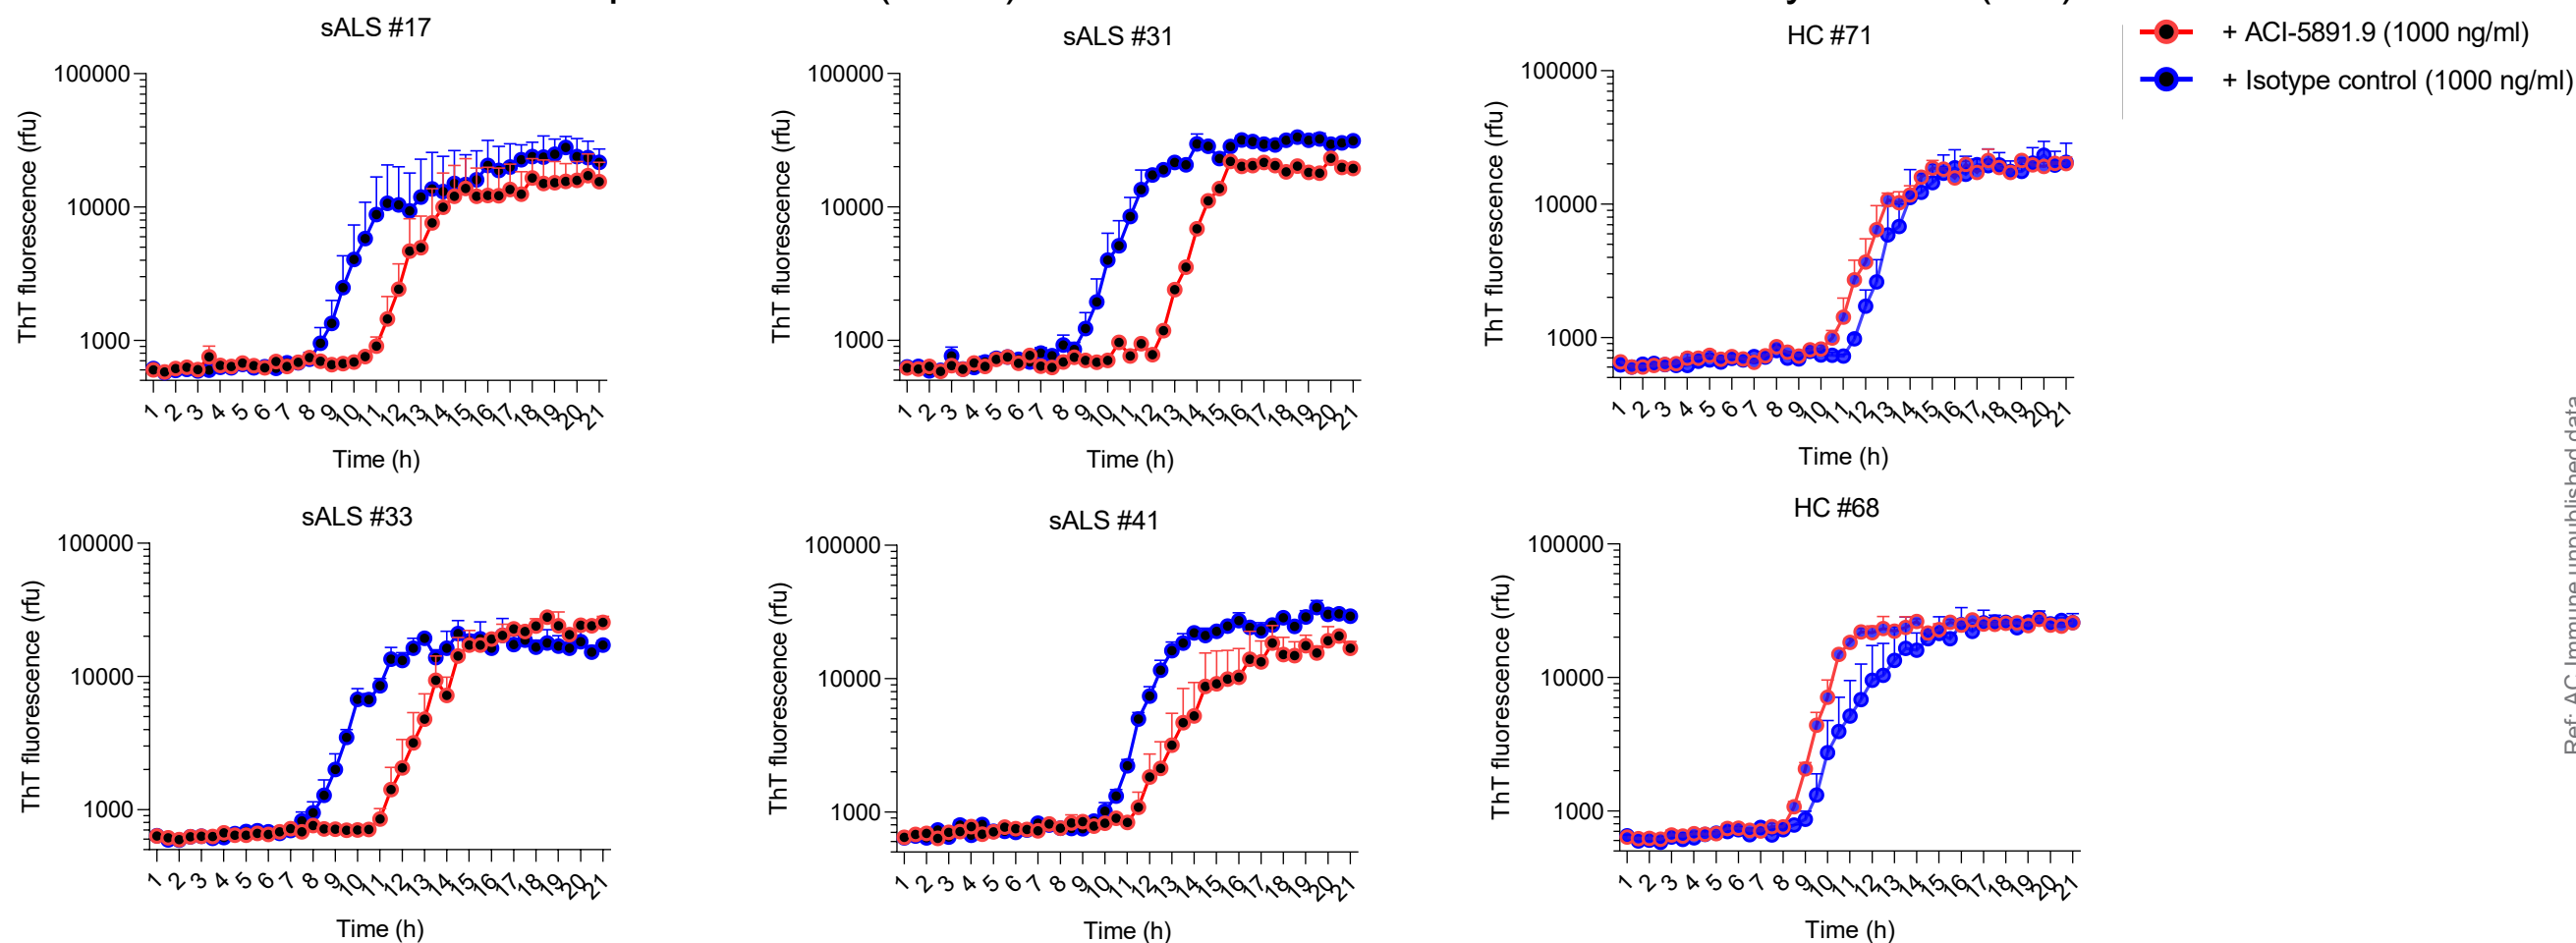 sALS #17
100000
10000
1000
ThT fluorescence (rfu)
1 2 3 4 5 6 7 8 9 10 11 12 13 14 15 16 17 18 19 20 21
Time (h)
sALS #31
100000
10000
1000
ThT fluorescence (rfu)
1 2 3 4 5 6 7 8 9 10 11 12 13 14 15 16 17 18 19 20 21
Time (h)
HC #71
100000
10000
1000
ThT fluorescence (rfu)
1 2 3 4 5 6 7 8 9 10 11 12 13 14 15 16 17 18 19 20 21
Time (h)
+ ACI-5891.9 (1000 ng/ml)
+ Isotype control (1000 ng/ml)
sALS #33
100000
10000
1000
ThT fluorescence (rfu)
1 2 3 4 5 6 7 8 9 10 11 12 13 14 15 16 17 18 19 20 21
Time (h)
sALS #41
100000
10000
1000
ThT fluorescence (rfu)
1 2 3 4 5 6 7 8 9 10 11 12 13 14 15 16 17 18 19 20 21
Time (h)
HC #68
100000
10000
1000
ThT fluorescence (rfu)
1 2 3 4 5 6 7 8 9 10 11 12 13 14 15 16 17 18 19 20 21
Time (h)
Ref: AC Immune unpublished data